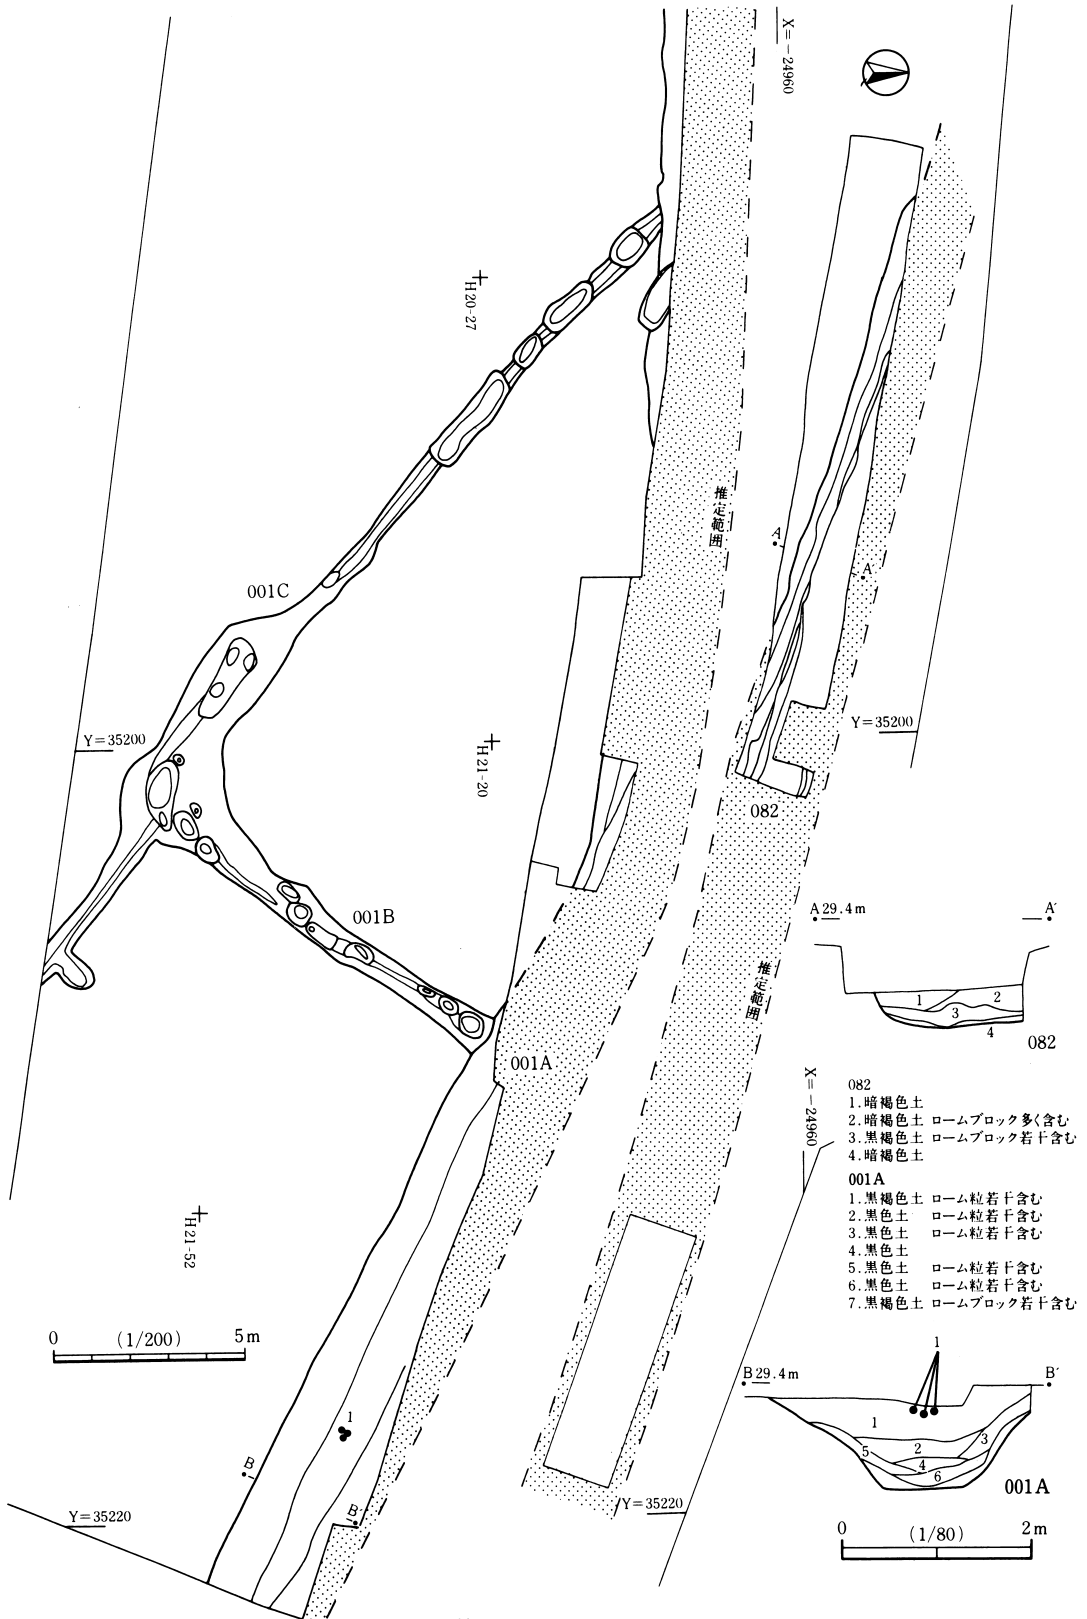 X=-24960
H20-27
推定範囲
A
A´
001C
Y=35200
H21-20
Y=35200
082
001B
A 29.4m
A´
1
2
3
4
082
推定範囲
001A
X=-24960
082
1.暗褐色土
2.暗褐色土 ロームブロック多く含む
3.黒褐色土 ロームブロック若干含む
4.暗褐色土
001A
1.黒褐色土 ローム粒若干含む
2.黒色土 ローム粒若干含む
3.黒色土 ローム粒若干含む
4.黒色土
5.黒色土 ローム粒若干含む
6.黒色土 ローム粒若干含む
7.黒褐色土 ロームブロック若干含む
H21-52
0 (1/200) 5m
1
B 29.4m
B´
1
1
2
3
4
5
6
001A
B
B´
Y=35220
Y=35220
0 (1/80) 2m